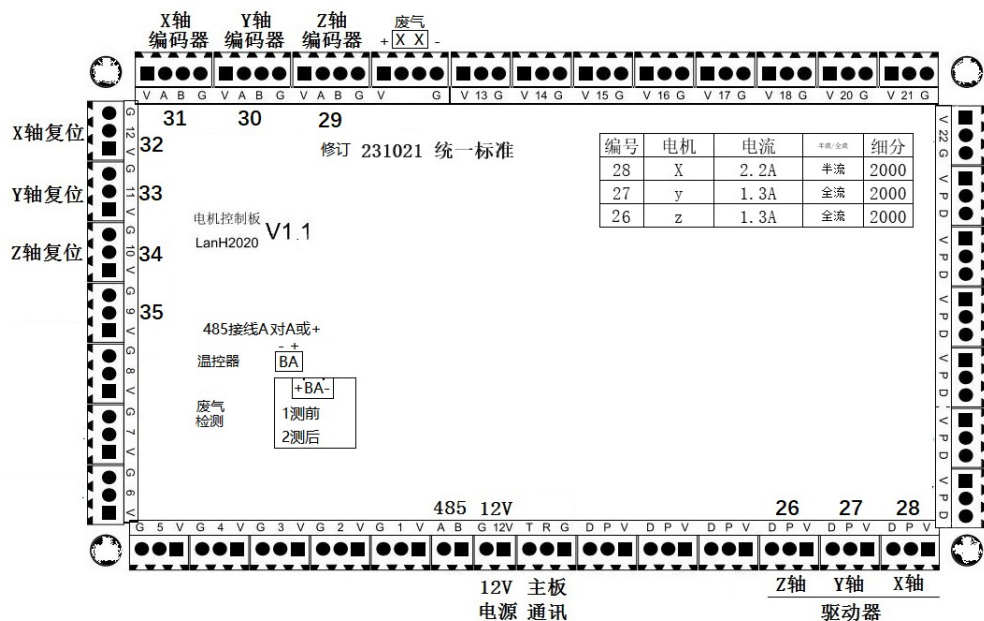 X轴 Y轴 Z轴 废气
编码器 编码器 编码器 + X X -
V A B G V A B G V A B G V G V 13 G V 14 G V 15 G V 16 G V 17 G V 18 G V 20 G V 21 G
31 30 29
修订 231021 统一标准
X轴复位
G 12 V
32
Y轴复位
G 11 V
33
Z轴复位
G 10 V
34
G 9 V
35
G 8 V
G 7 V
G 6 V
电机控制板
LanH2020 V1.1
编号 电机 电流 半流/全流 细分
28 X 2.2A 半流 2000
27 y 1.3A 全流 2000
26 z 1.3A 全流 2000
485接线A对A或+
- +
温控器 BA
废气
检测
+BA-
1测前
2测后
V 22 G
V P D
V P D
V P D
V P D
V P D
V P D
485 12V 26 27 28
G 5 V G 4 V G 3 V G 2 V G 1 V A B G 12V T R G D P V D P V D P V D P V D P V D P V
12V 主板 Z轴 Y轴 X轴
电源 通讯 驱动器